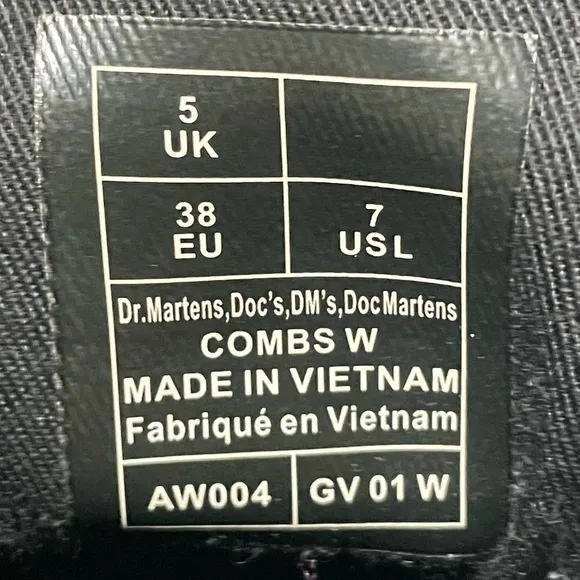 5
UK
38
EU
7
USL
Dr.Martens,Doc's,DM's,DocMartens
COMBS W
MADE IN VIETNAM
Fabriqué en Vietnam
AW004
GV 01 W